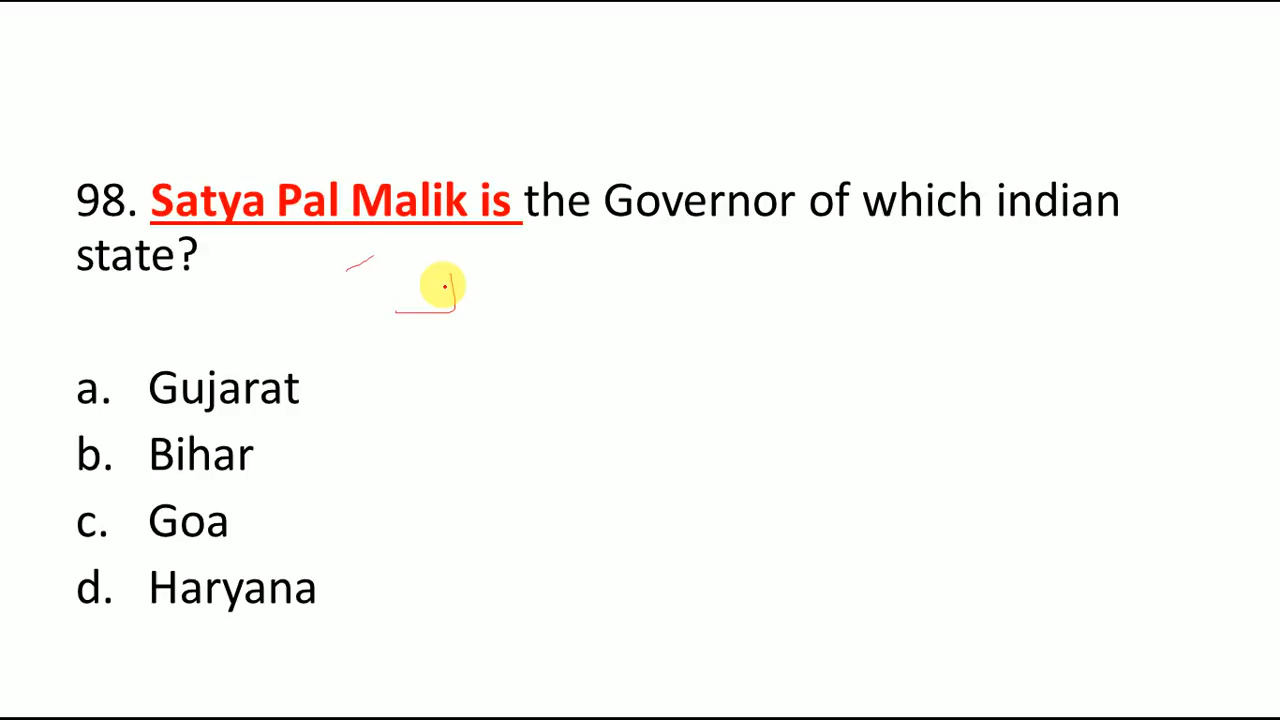 98. Satya Pal Malik is the Governor of which indian
state?
a. Gujarat
b. Bihar
c. Goa
d. Haryana